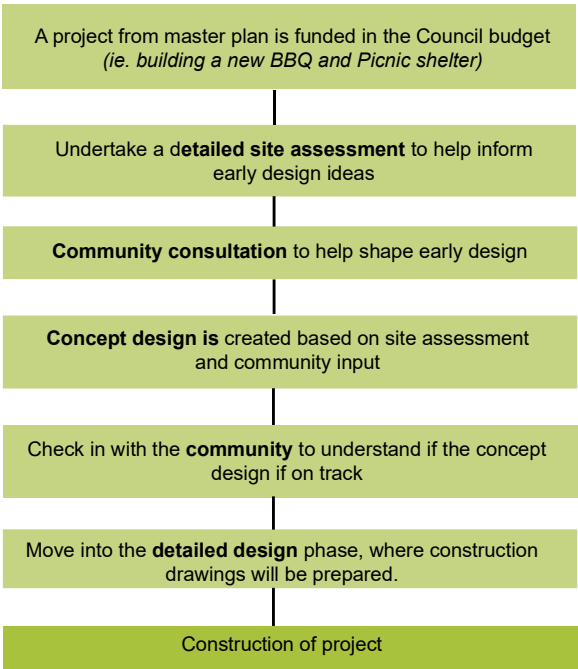 A project from master plan is funded in the Council budget
(ie. building a new BBQ and Picnic shelter)
Undertake a detailed site assessment to help inform
early design ideas
Community consultation to help shape early design
Concept design is created based on site assessment
and community input
Check in with the community to understand if the concept
design if on track
Move into the detailed design phase, where construction
drawings will be prepared.
Construction of project